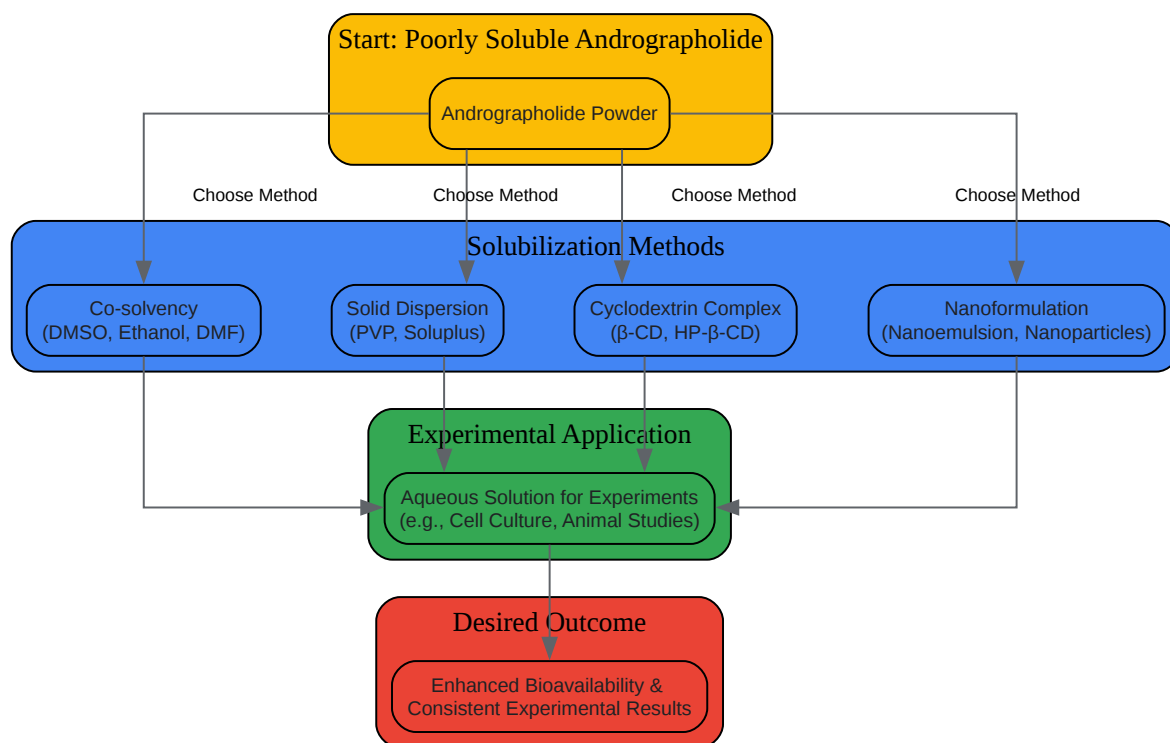 Start: Poorly Soluble Andrographolide
Andrographolide Powder
Choose Method
Choose Method
Choose Method
Choose Method
Solubilization Methods
Co-solvency
(DMSO, Ethanol, DMF)
Solid Dispersion
(PVP, Soluplus)
Cyclodextrin Complex
(β-CD, HP-β-CD)
Nanoformulation
(Nanoemulsion, Nanoparticles)
Experimental Application
Aqueous Solution for Experiments
(e.g., Cell Culture, Animal Studies)
Desired Outcome
Enhanced Bioavailability &
Consistent Experimental Results